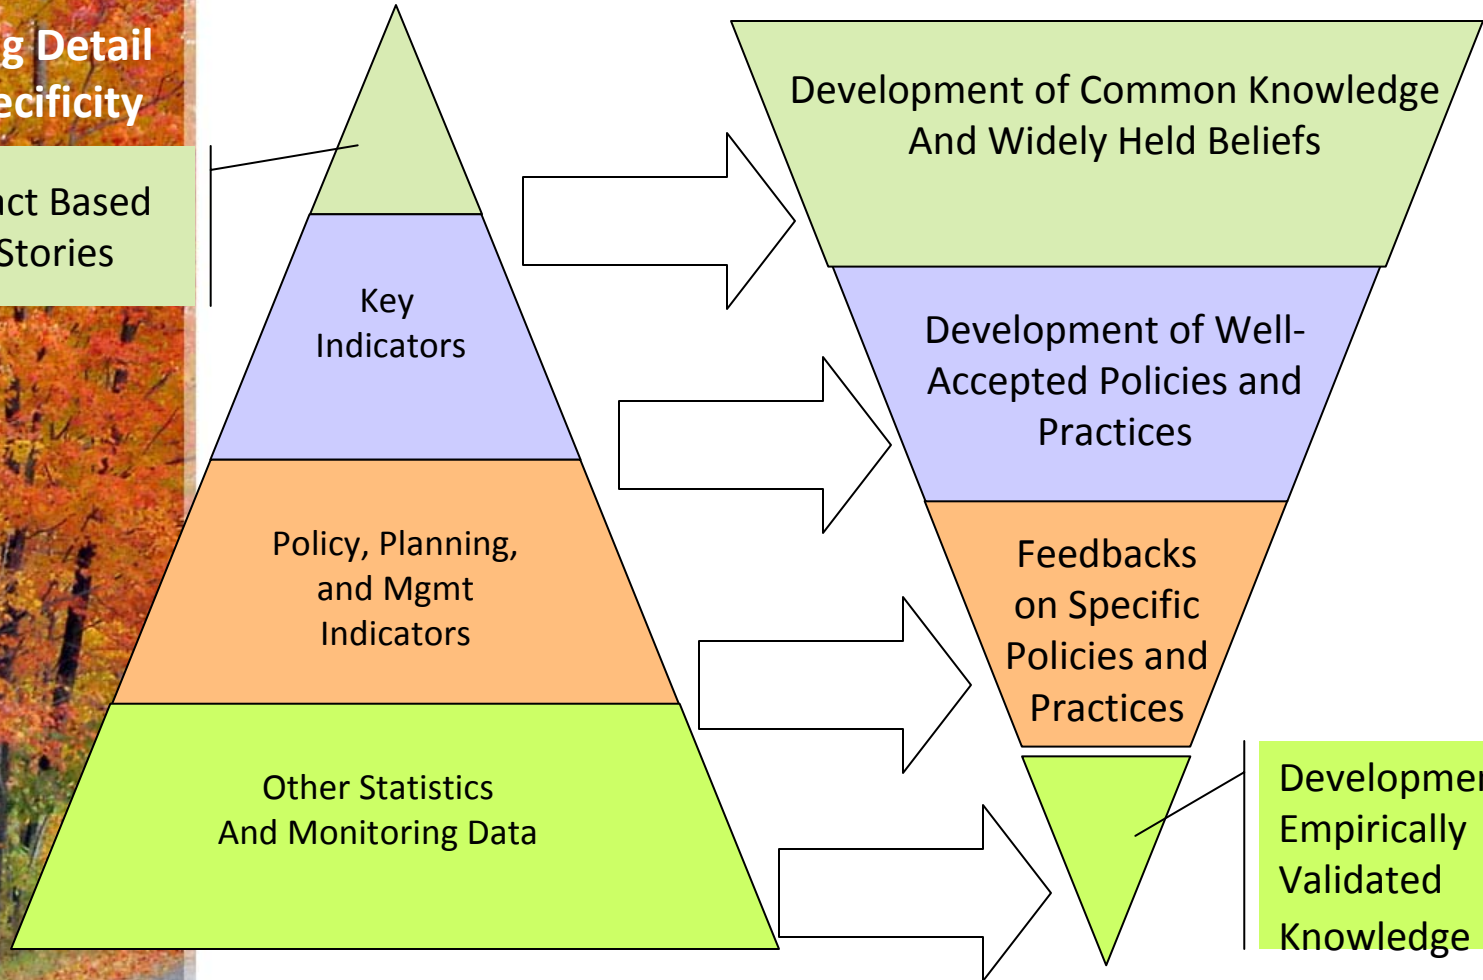 g Detail
ecificity
act Based
Stories
Key
Indicators
Policy, Planning,
and Mgmt
Indicators
Other Statistics
And Monitoring Data
Development of Common Knowledge
And Widely Held Beliefs
Development of Well-
Accepted Policies and
Practices
Feedbacks
on Specific
Policies and
Practices
Developmen
Empirically
Validated
Knowledge